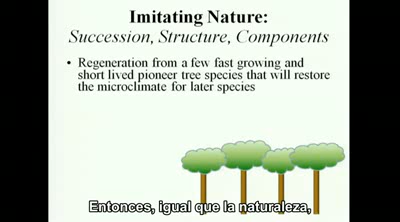 Imitating Nature:
Succession, Structure, Components
• Regeneration from a few fast growing and
short lived pioneer tree species that will restore
the microclimate for later species
Entonces, igual que la naturaleza,